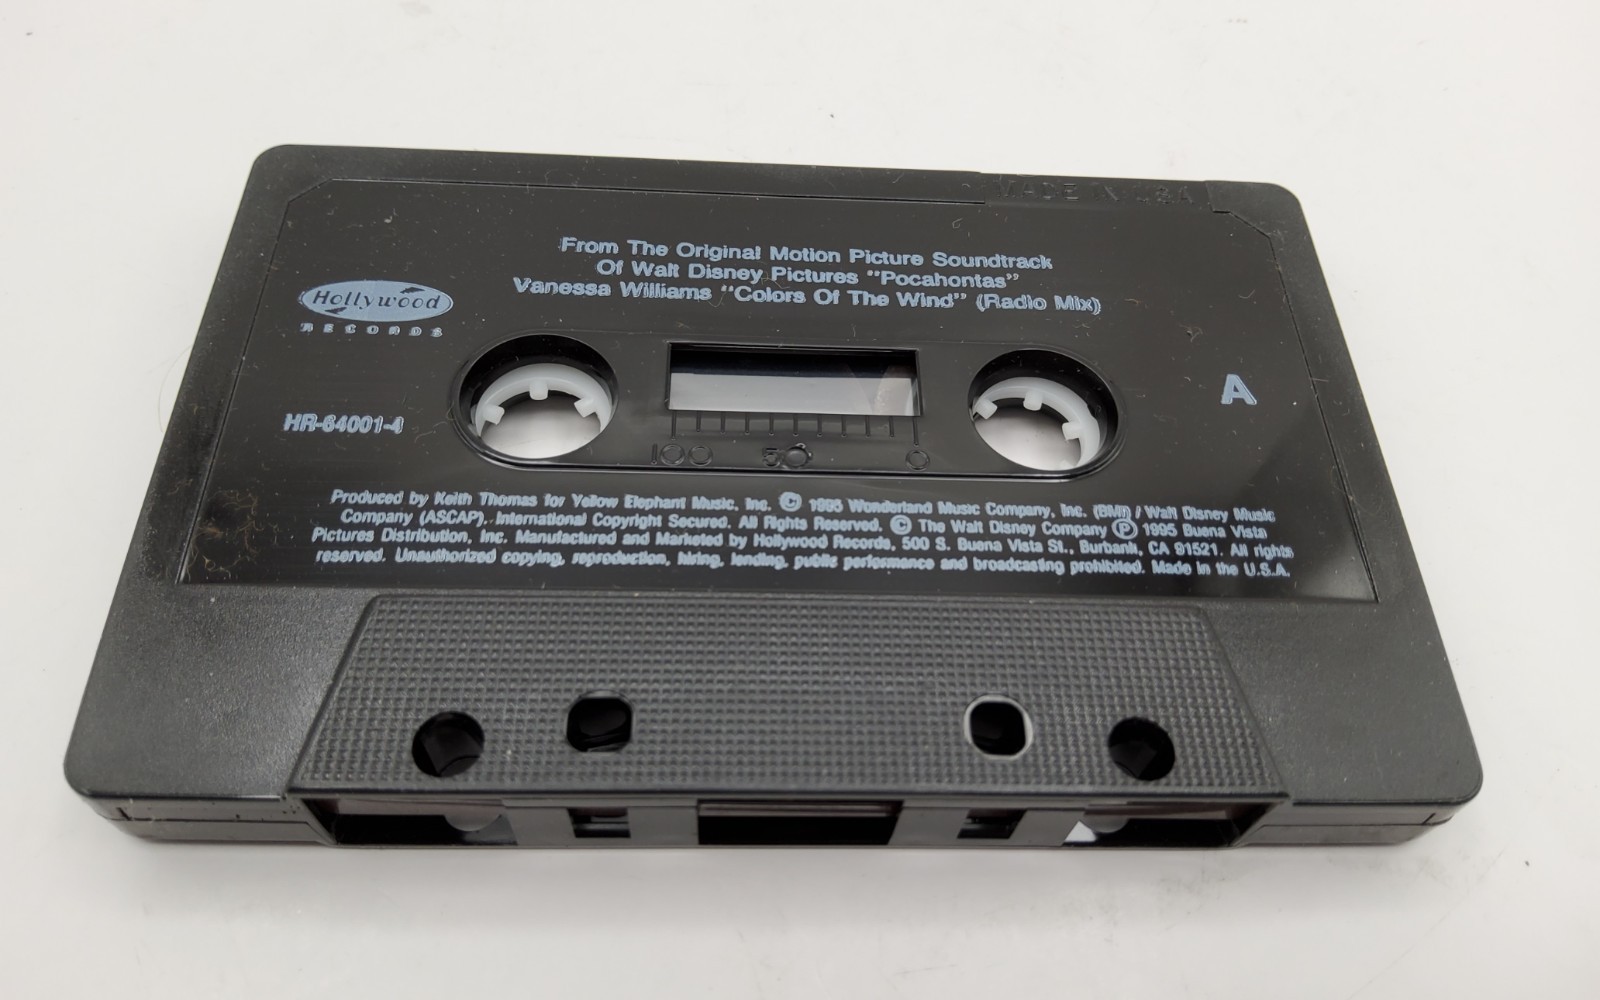 MADE IN USA
From The Original Motion Picture Soundtrack
Of Walt Disney Pictures "Pocahontas"
Vanessa Williams "Colors Of The Wind" (Radio Mix)
Hollywood
RECORDS
A
HR-64001-4
100 50 0
Produced by Keith Thomas for Yellow Elephant Music, Inc. © 1995 Wonderland Music Company, Inc. (BMI) / Walt Disney Music
Company (ASCAP). International Copyright Secured. All Rights Reserved. © The Walt Disney Company ℗ 1995 Buena Vista
Pictures Distribution, Inc. Manufactured and Marketed by Hollywood Records, 500 S. Buena Vista St., Burbank, CA 91521. All rights
reserved. Unauthorized copying, reproduction, hiring, lending, public performance and broadcasting prohibited. Made in the U.S.A.